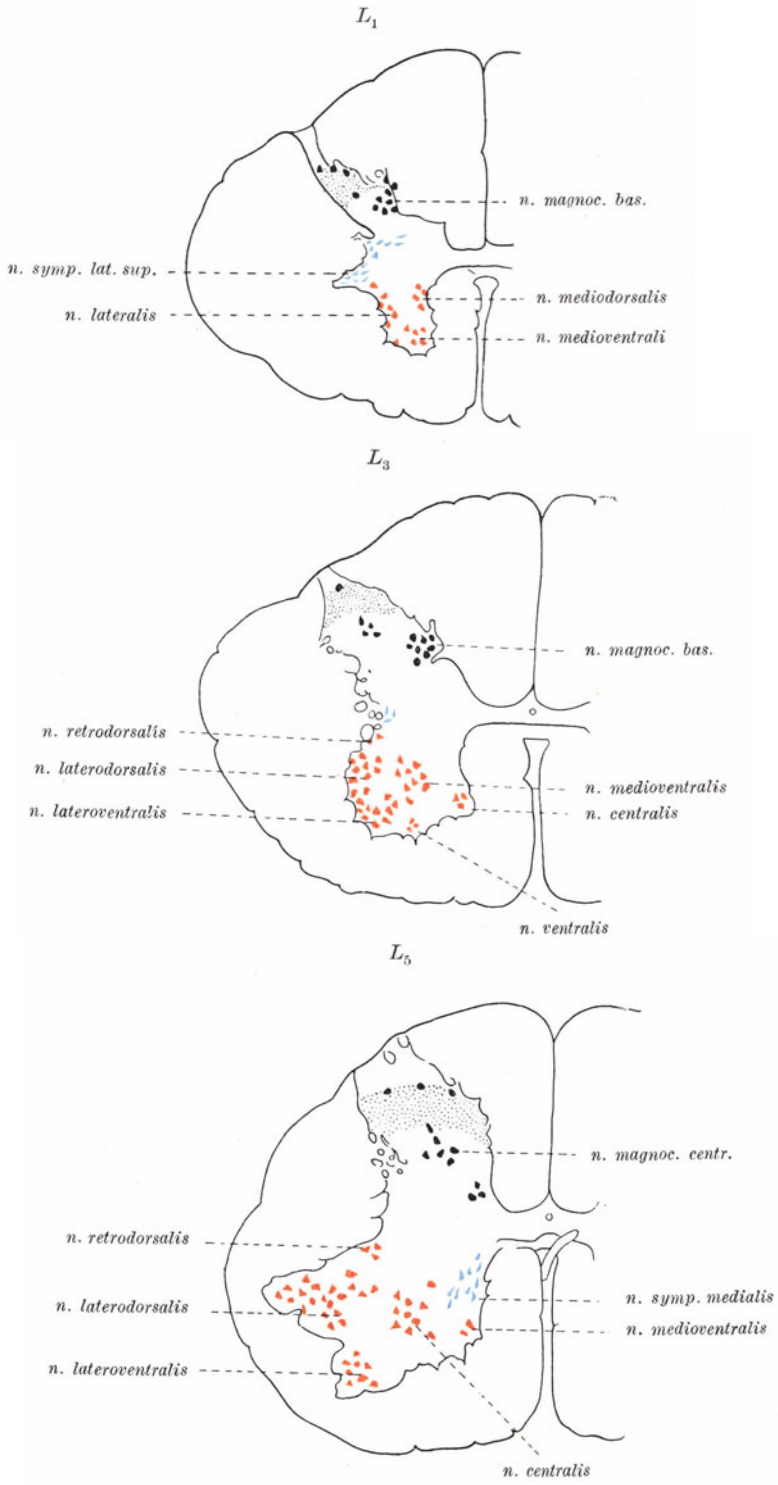 L1
n. magnoc. bas.
n. symp. lat. sup.
n. mediodorsalis
n. lateralis
n. medioventrali
L3
n. magnoc. bas.
n. retrodorsalis
n. laterodorsalis
n. medioventralis
n. lateroventralis
n. centralis
n. ventralis
L5
n. magnoc. centr.
n. retrodorsalis
n. symp. medialis
n. laterodorsalis
n. medioventralis
n. lateroventralis
n. centralis